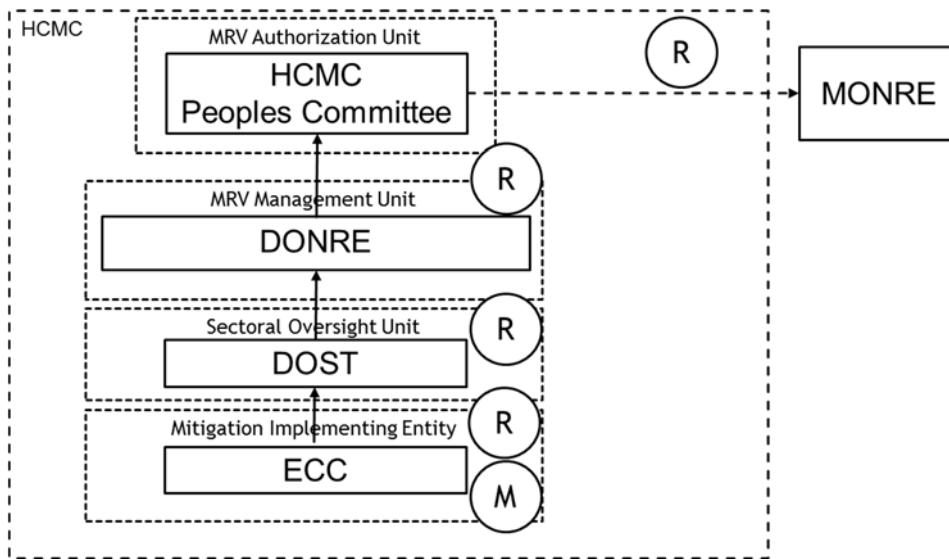 HCMC
MRV Authorization Unit
HCMC
Peoples Committee
R
MONRE
R
MRV Management Unit
DONRE
R
Sectoral Oversight Unit
DOST
R
Mitigation Implementing Entity
ECC
M